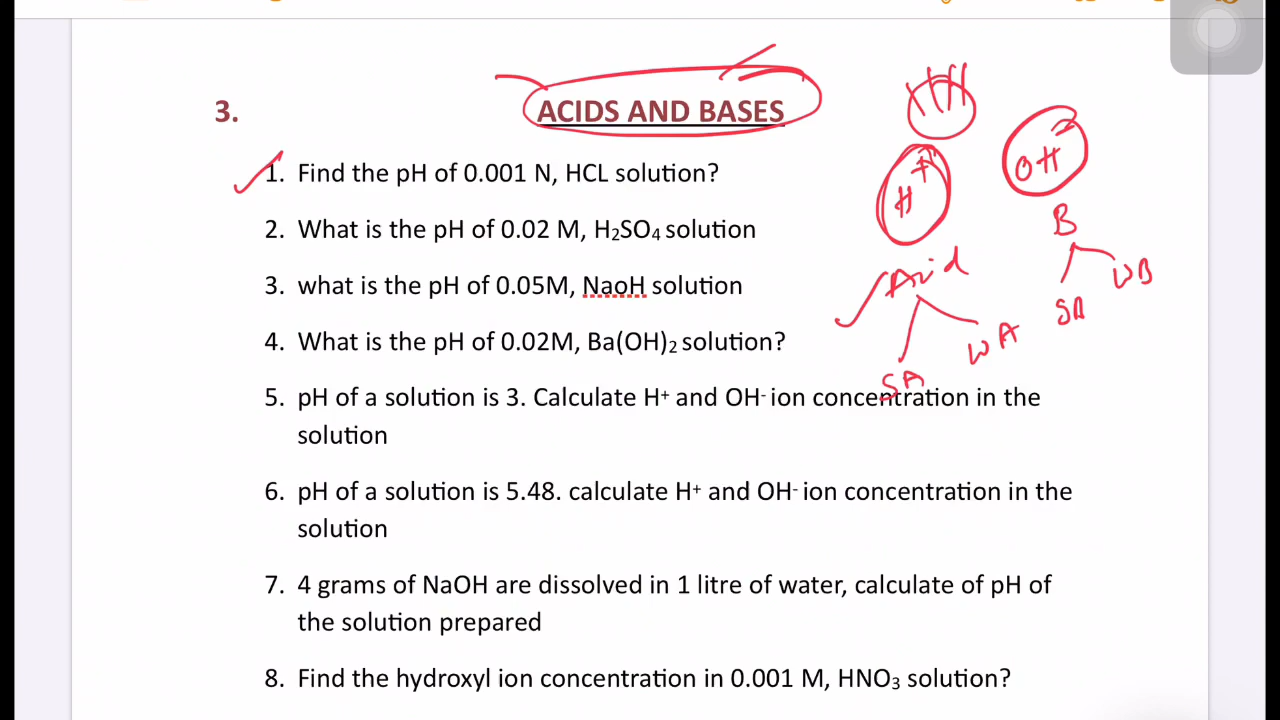 3. ACIDS AND BASES
1. Find the pH of 0.001 N, HCL solution?
2. What is the pH of 0.02 M, H₂SO₄ solution
3. what is the pH of 0.05M, NaoH solution
4. What is the pH of 0.02M, Ba(OH)₂ solution?
5. pH of a solution is 3. Calculate H⁺ and OH⁻ ion concentration in the
solution
6. pH of a solution is 5.48. calculate H⁺ and OH⁻ ion concentration in the
solution
7. 4 grams of NaOH are dissolved in 1 litre of water, calculate of pH of
the solution prepared
8. Find the hydroxyl ion concentration in 0.001 M, HNO₃ solution?
H⁺
Acid
SA
WA
OH⁻
B
SB
WB